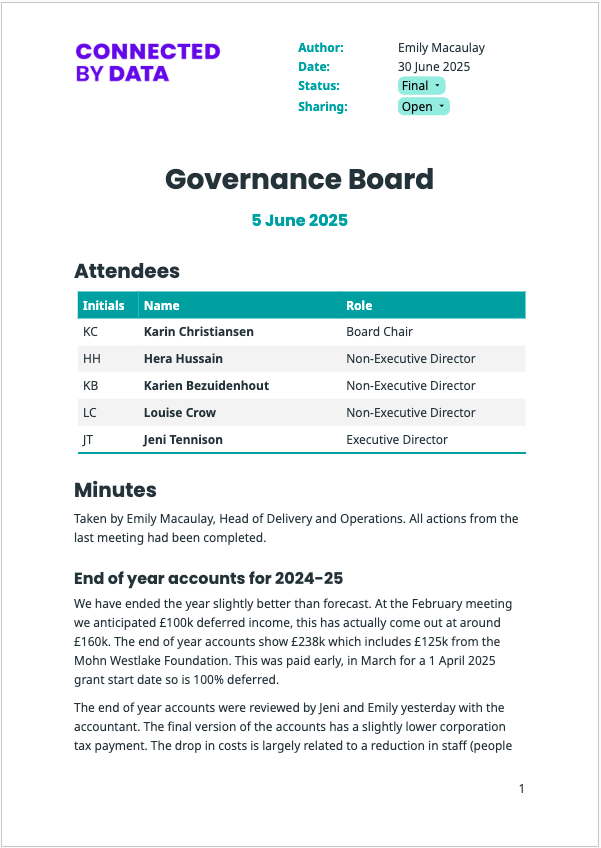 CONNECTED
BY DATA
Author: Emily Macaulay
Date: 30 June 2025
Status: Final
Sharing: Open
Governance Board
5 June 2025
Attendees
Initials Name Role
KC Karin Christiansen Board Chair
HH Hera Hussain Non-Executive Director
KB Karien Bezuidenhout Non-Executive Director
LC Louise Crow Non-Executive Director
JT Jeni Tennison Executive Director
Minutes
Taken by Emily Macaulay, Head of Delivery and Operations. All actions from the
last meeting had been completed.
End of year accounts for 2024-25
We have ended the year slightly better than forecast. At the February meeting
we anticipated £100k deferred income, this has actually come out at around
£160k. The end of year accounts show £238k which includes £125k from the
Mohn Westlake Foundation. This was paid early, in March for a 1 April 2025
grant start date so is 100% deferred.
The end of year accounts were reviewed by Jeni and Emily yesterday with the
accountant. The final version of the accounts has a slightly lower corporation
tax payment. The drop in costs is largely related to a reduction in staff (people
1